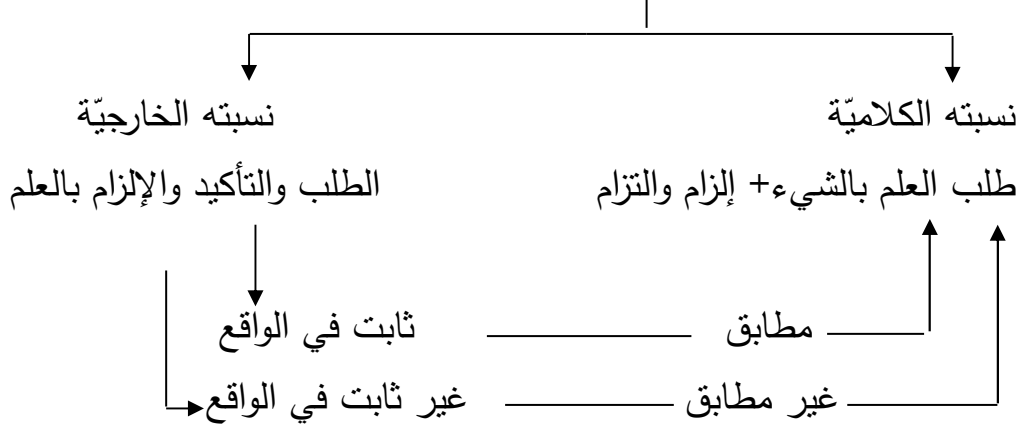 نسبته الكلاميّة نسبته الخارجيّة
طلب العلم بالشيء+ إلزام والتزام الطلب والتأكيد والإلزام بالعلم
مطابق ثابت في الواقع
غير مطابق غير ثابت في الواقع